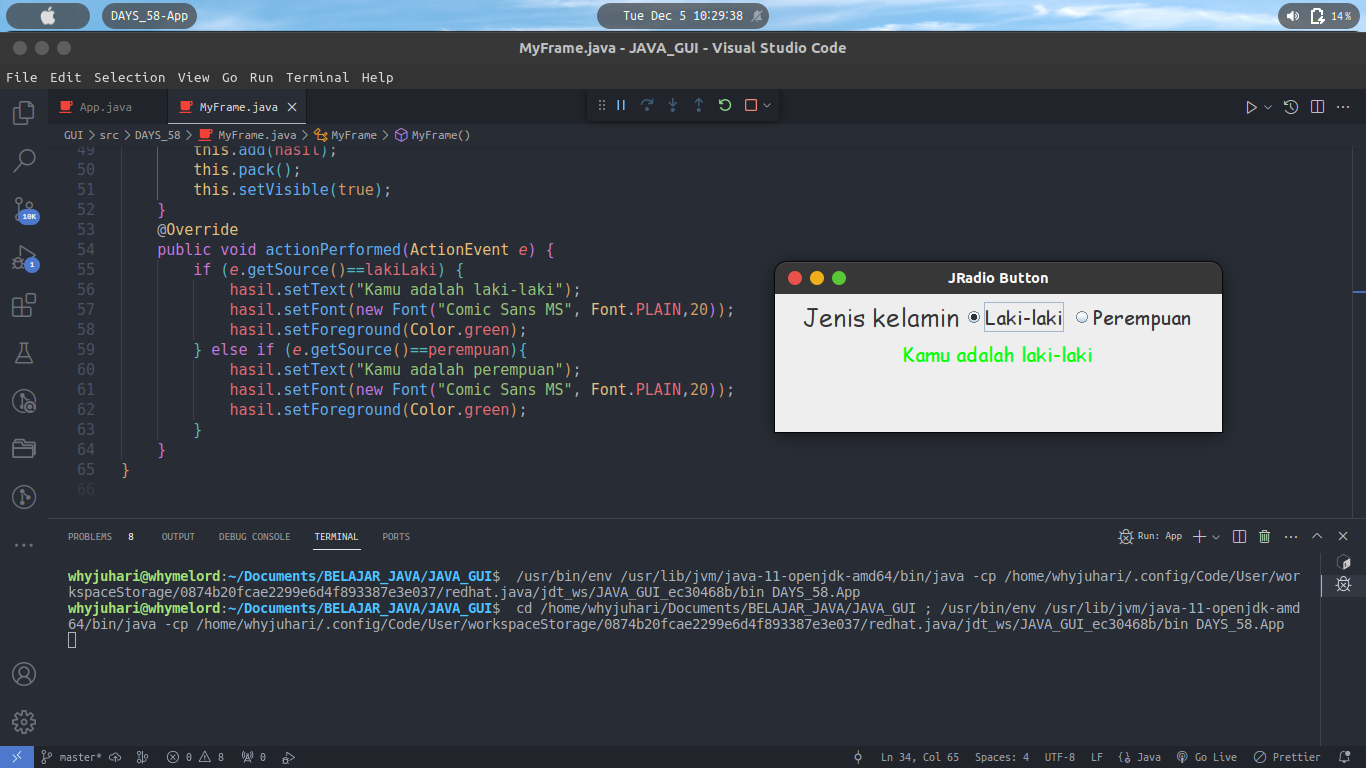 DAYS_58-App
Tue Dec 5 10:29:38
14%
MyFrame.java - JAVA_GUI - Visual Studio Code
File Edit Selection View Go Run Terminal Help
App.java
MyFrame.java
GUI > src > DAYS_58 > MyFrame.java > MyFrame > MyFrame()
49 this.add(hasil);
50 this.pack();
51 this.setVisible(true);
52 }
53 @Override
54 public void actionPerformed(ActionEvent e) {
55 if (e.getSource()==lakiLaki) {
56 hasil.setText("Kamu adalah laki-laki");
57 hasil.setFont(new Font("Comic Sans MS", Font.PLAIN,20));
58 hasil.setForeground(Color.green);
59 } else if (e.getSource()==perempuan){
60 hasil.setText("Kamu adalah perempuan");
61 hasil.setFont(new Font("Comic Sans MS", Font.PLAIN,20));
62 hasil.setForeground(Color.green);
63 }
64 }
65 }
66
10K
1
JRadio Button
Jenis kelamin Laki-laki Perempuan
Kamu adalah laki-laki
PROBLEMS 8 OUTPUT DEBUG CONSOLE TERMINAL PORTS
Run: App
whyjuhari@whymelord:~/Documents/BELAJAR_JAVA/JAVA_GUI$ /usr/bin/env /usr/lib/jvm/java-11-openjdk-amd64/bin/java -cp /home/whyjuhari/.config/Code/User/wor
kspaceStorage/0874b20fcae2299e6d4f893387e3e037/redhat.java/jdt_ws/JAVA_GUI_ec30468b/bin DAYS_58.App
whyjuhari@whymelord:~/Documents/BELAJAR_JAVA/JAVA_GUI$ cd /home/whyjuhari/Documents/BELAJAR_JAVA/JAVA_GUI ; /usr/bin/env /usr/lib/jvm/java-11-openjdk-amd
64/bin/java -cp /home/whyjuhari/.config/Code/User/workspaceStorage/0874b20fcae2299e6d4f893387e3e037/redhat.java/jdt_ws/JAVA_GUI_ec30468b/bin DAYS_58.App
master* 0 8 0
Ln 34, Col 65 Spaces: 4 UTF-8 LF Java Go Live Prettier